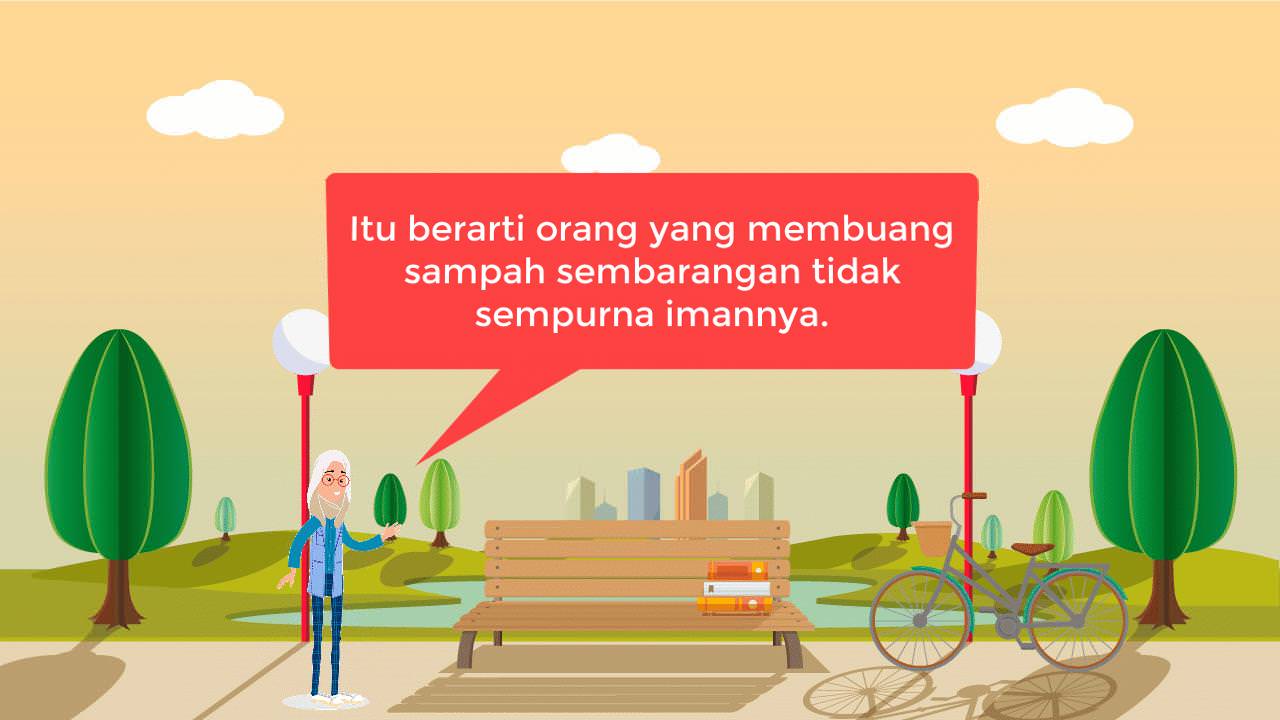 Itu berarti orang yang membuang
sampah sembarangan tidak
sempurna imannya.